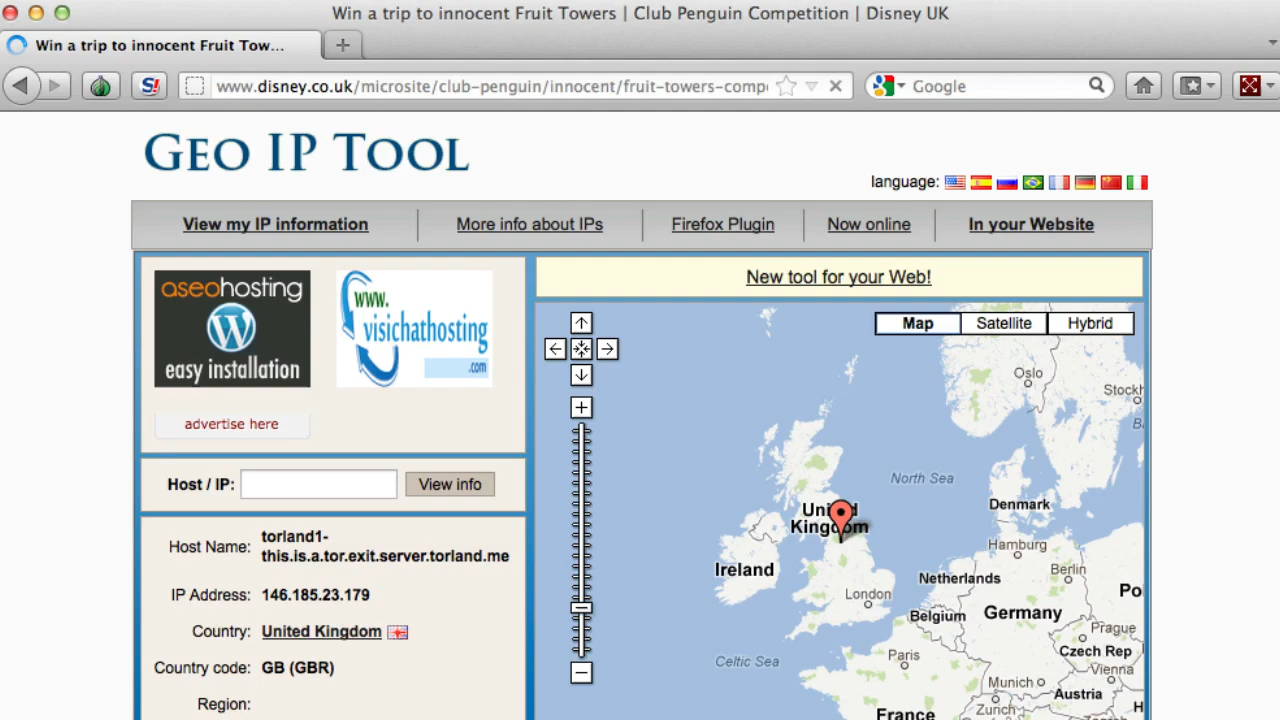 Win a trip to innocent Fruit Towers | Club Penguin Competition | Disney UK
Win a trip to innocent Fruit Tow...
www.disney.co.uk/microsite/club-penguin/innocent/fruit-towers-comp
Google
GEO IP TOOL
language:
View my IP information
More info about IPs
Firefox Plugin
Now online
In your Website
aseohosting
easy installation
www.
visichathosting
.com
advertise here
New tool for your Web!
Map
Satellite
Hybrid
Host / IP:
View info
Host Name: torland1-
this.is.a.tor.exit.server.torland.me
IP Address: 146.185.23.179
Country: United Kingdom
Country code: GB (GBR)
Region:
Oslo
Stockh
North Sea
Denmark
United
Kingdom
Hamburg
Ireland
Berlin
Netherlands
London
Po
Germany
Belgium
Prague
Celtic Sea
Paris
Czech Rep
Vienna
Munich
Austria
Zurich
France